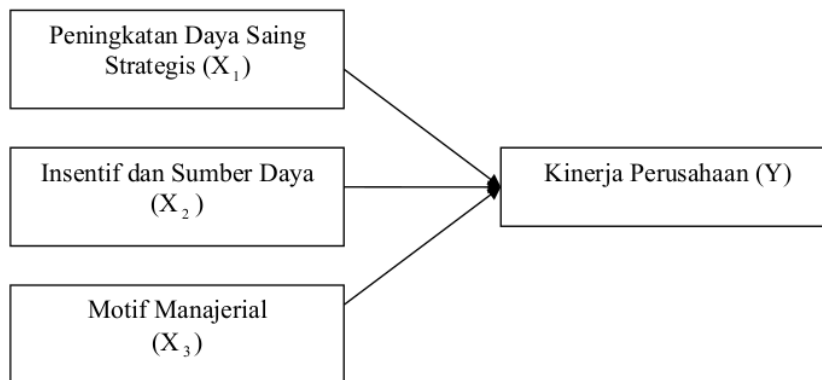 Peningkatan Daya Saing
Strategis (X₁)
Insentif dan Sumber Daya
(X₂)
Kinerja Perusahaan (Y)
Motif Manajerial
(X₃)